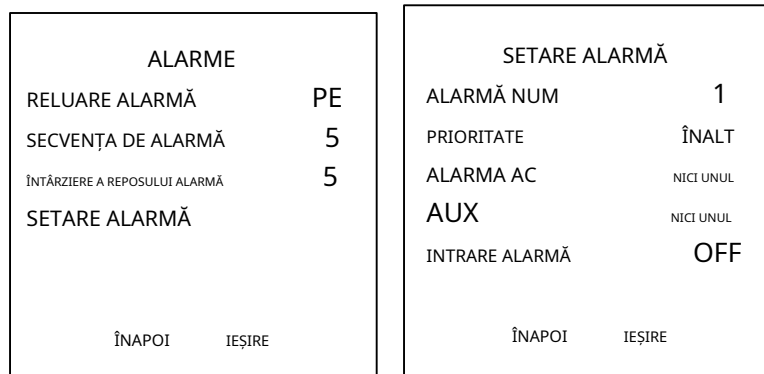 ALARME
RELUARE ALARMĂ PE
SECVENȚA DE ALARMĂ 5
ÎNTÂRZIERE A REPOSULUI ALARMĂ 5
SETARE ALARMĂ
ÎNAPOI IEȘIRE
SETARE ALARMĂ
ALARMĂ NUM 1
PRIORITATE ÎNALT
ALARMA AC NICI UNUL
AUX NICI UNUL
INTRARE ALARMĂ OFF
ÎNAPOI IEȘIRE